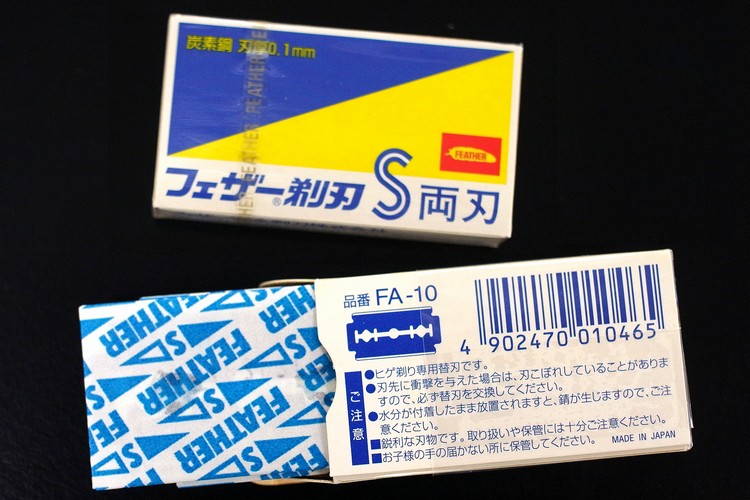 炭素鋼 刃厚0.1mm
FEATHER FEATHER FEATHER
FEATHER
フェザー®剃刃 S両刃
品番 FA-10
4 902470 010465
ご注意
●ヒゲ剃り専用替刃です。
●刃先に衝撃を与えた場合は、刃こぼれしていることがありま
すので、必ず替刃を交換してください。
●水分が付着したまま放置されますと、錆が生じますので、ご注
意ください。
■鋭利な刃物です。取り扱いや保管には十分ご注意ください。
■お子様の手の届かない所に保管してください。
MADE IN JAPAN
FEATHER S
FEATHER S
FEATHER S
FEATHER